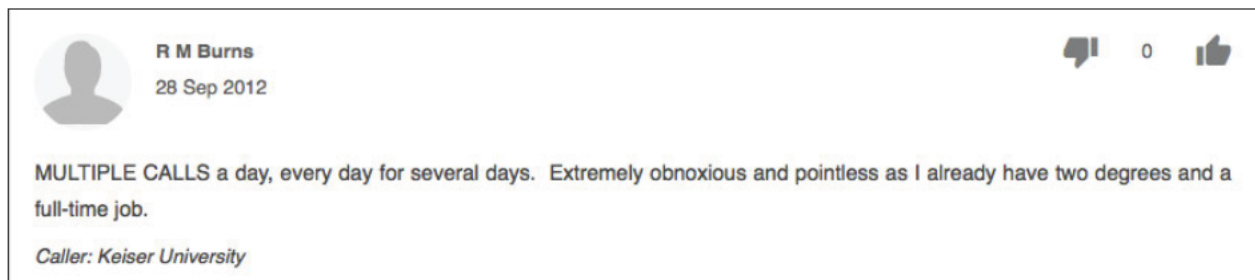 R M Burns
0
28 Sep 2012
MULTIPLE CALLS a day, every day for several days.  Extremely obnoxious and pointless as I already have two degrees and a
full-time job.
Caller: Keiser University